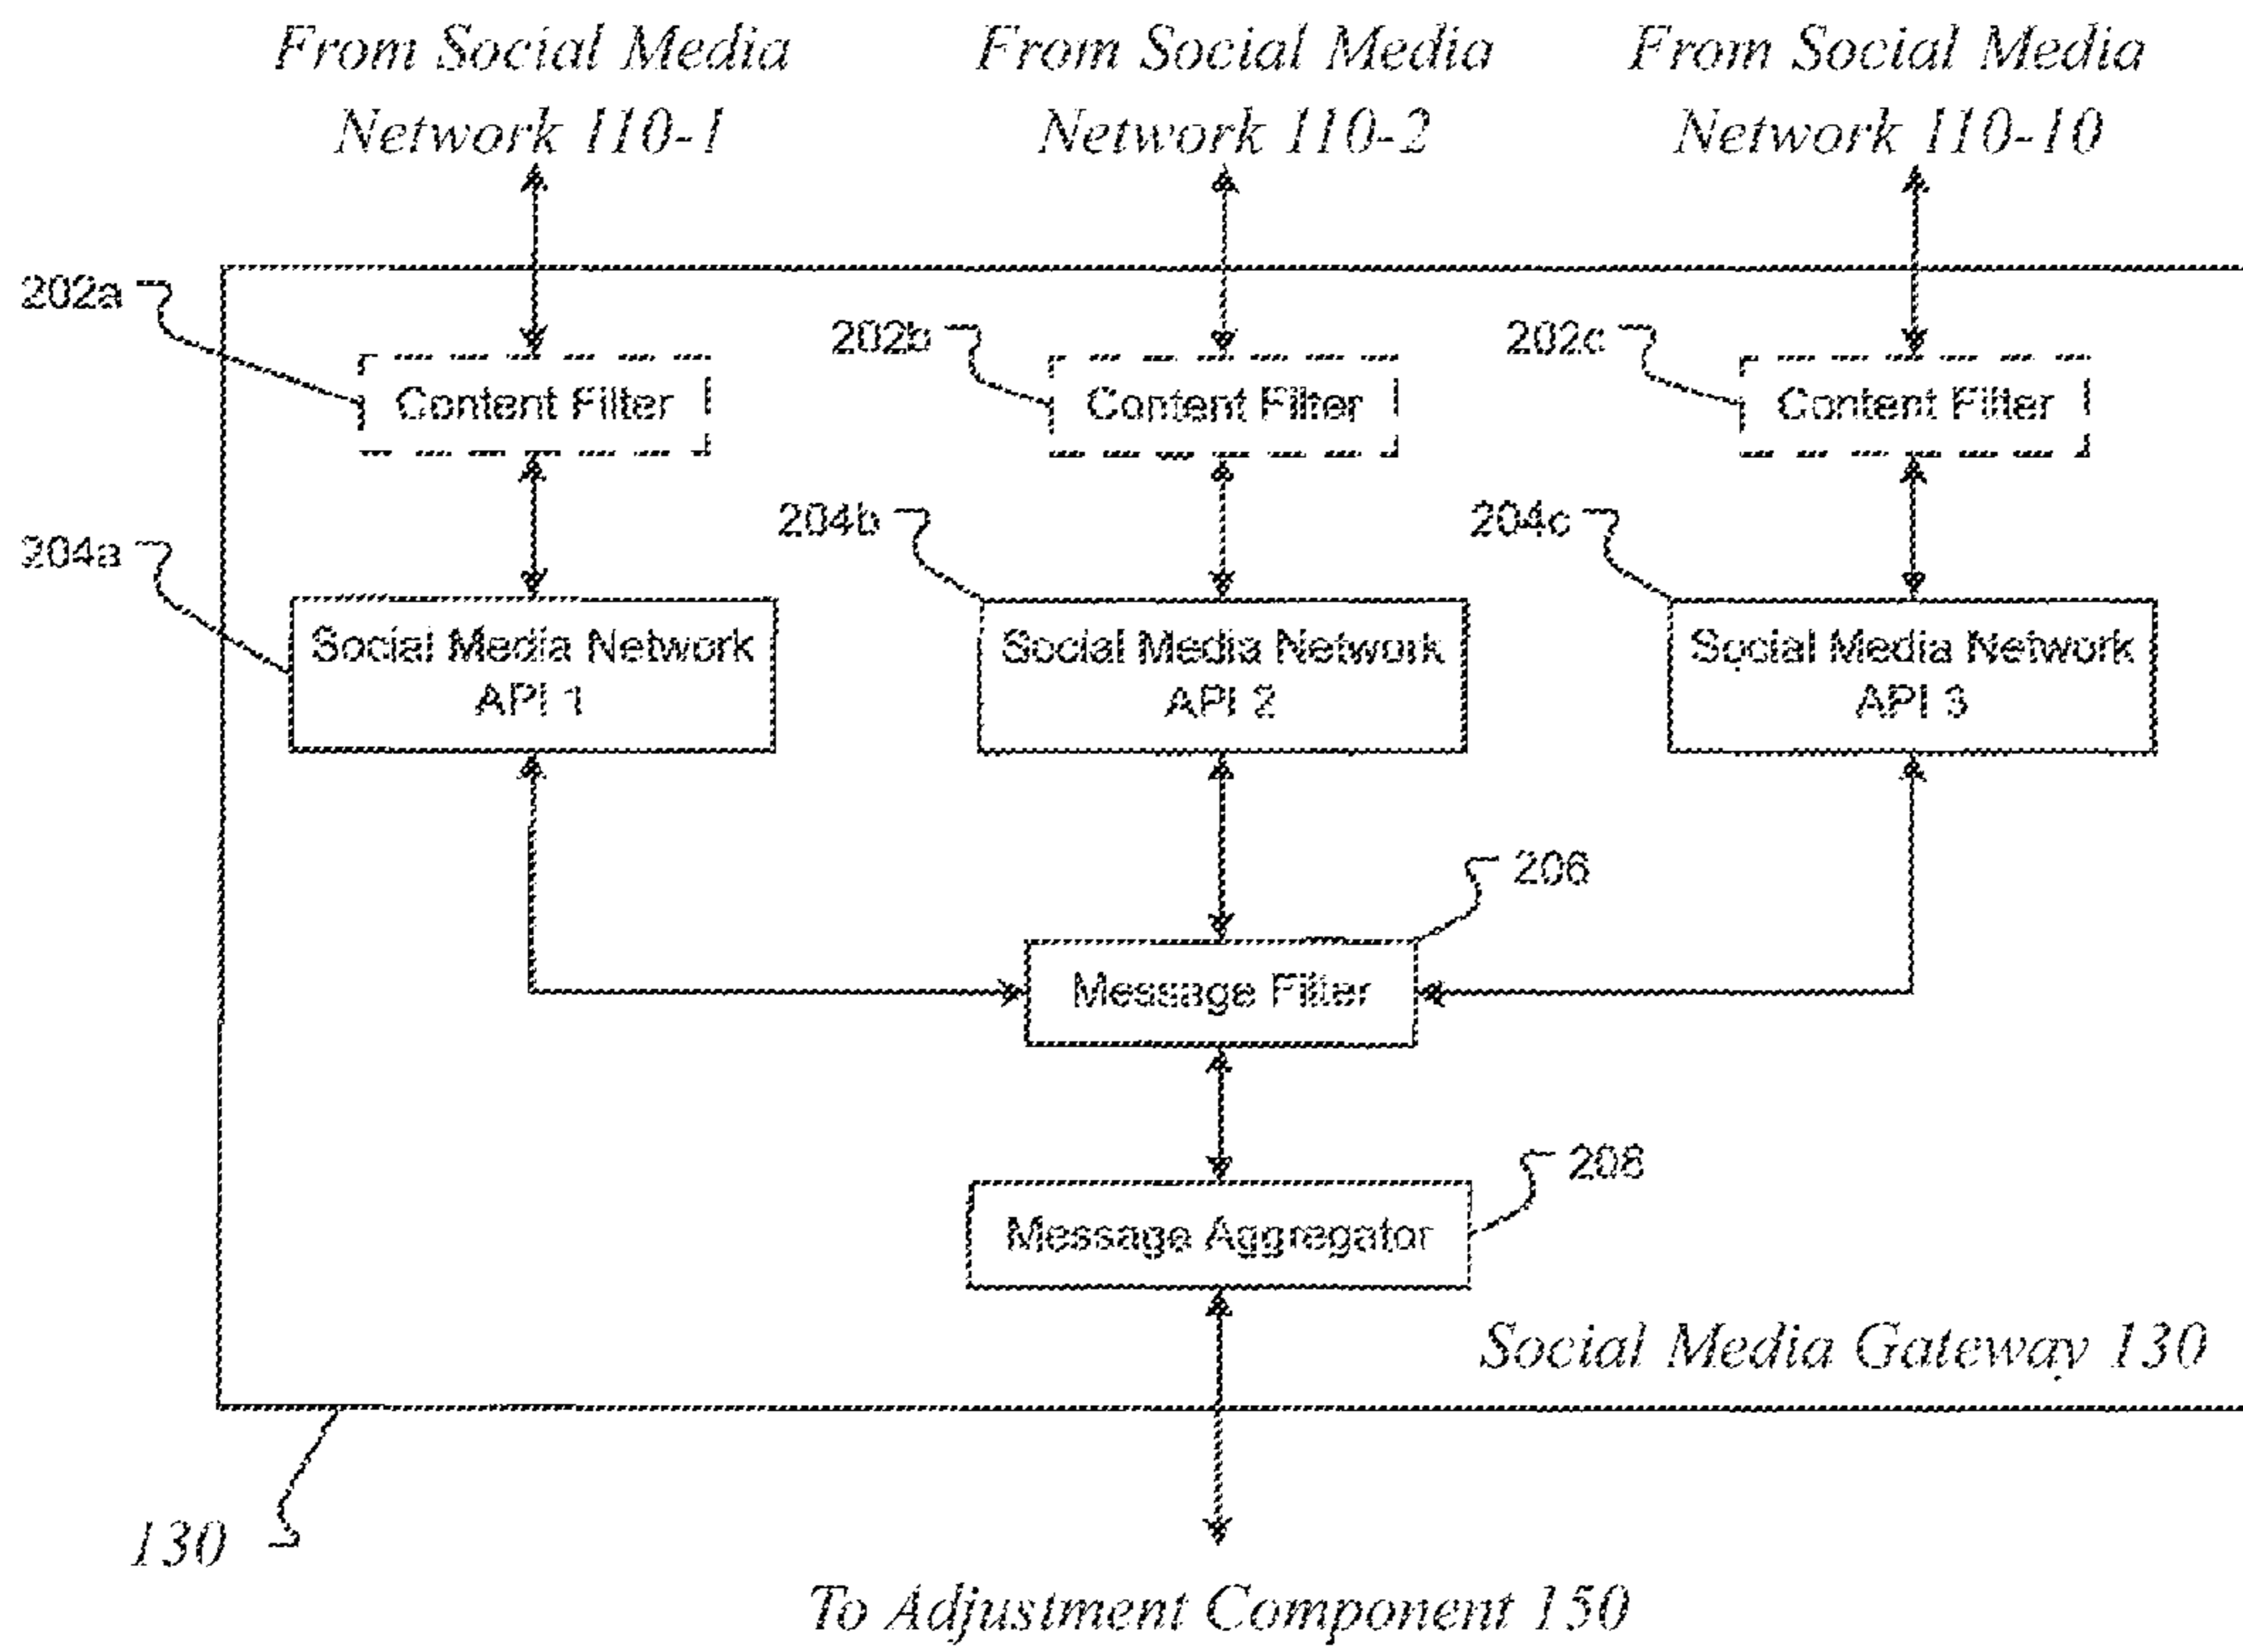 From Social Media
Network 110-1
From Social Media
Network 110-2
From Social Media
Network 110-10
202a
Content Filter
202b
Content Filter
202c
Content Filter
204a
Social Media Network
API 1
204b
Social Media Network
API 2
204c
Social Media Network
API 3
206
Message Filter
208
Message Aggregator
Social Media Gateway 130
130
To Adjustment Component 150